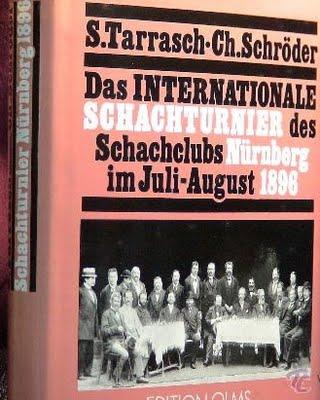 Schachturnier Nürnberg 1896
S.Tarrasch·Ch.Schröder
Das INTERNATIONALE
SCHACHTURNIER des
Schachclubs Nürnberg
im Juli-August 1896
EDITION OLMS